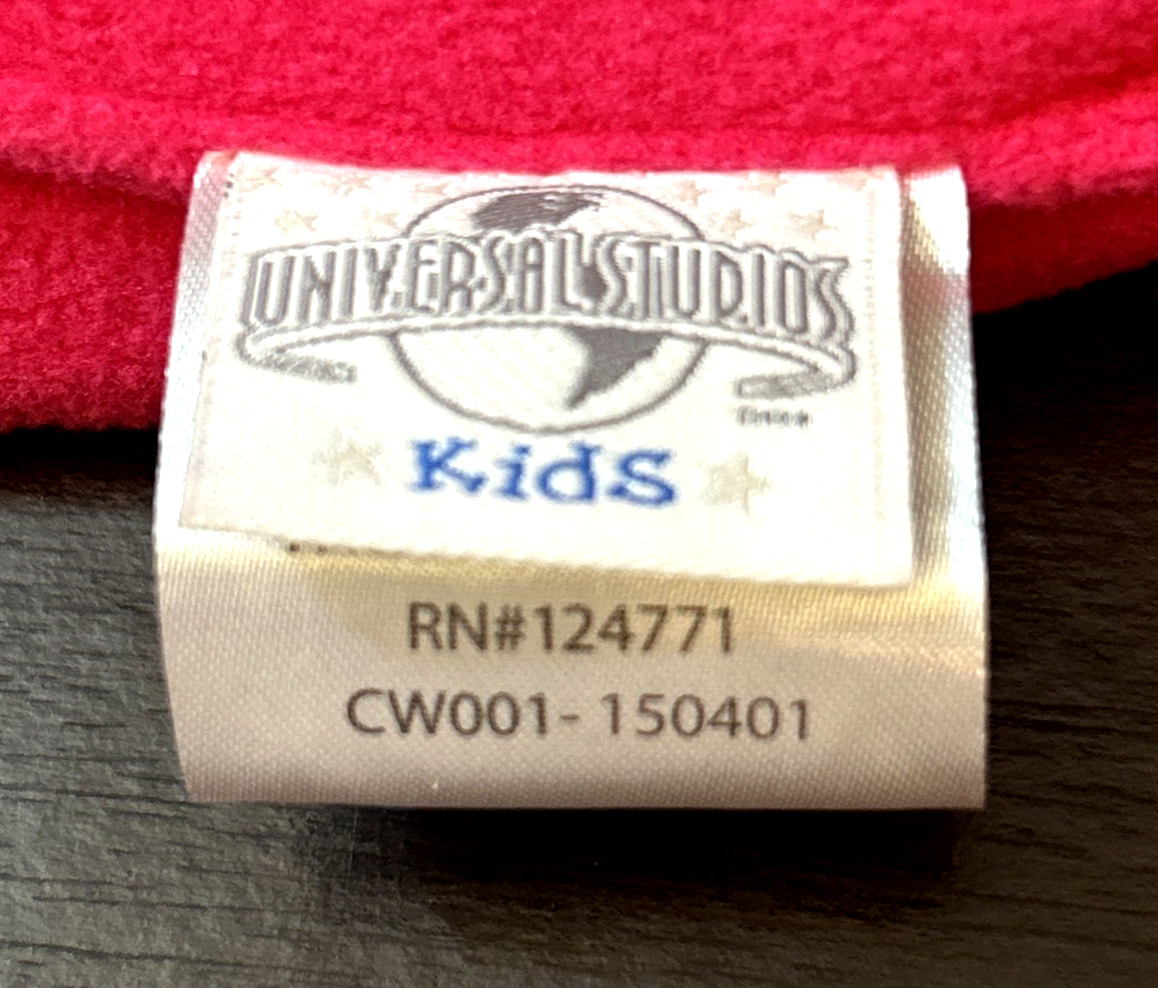 UNIVERSAL STUDIOS
Kids
RN#124771
CW001- 150401